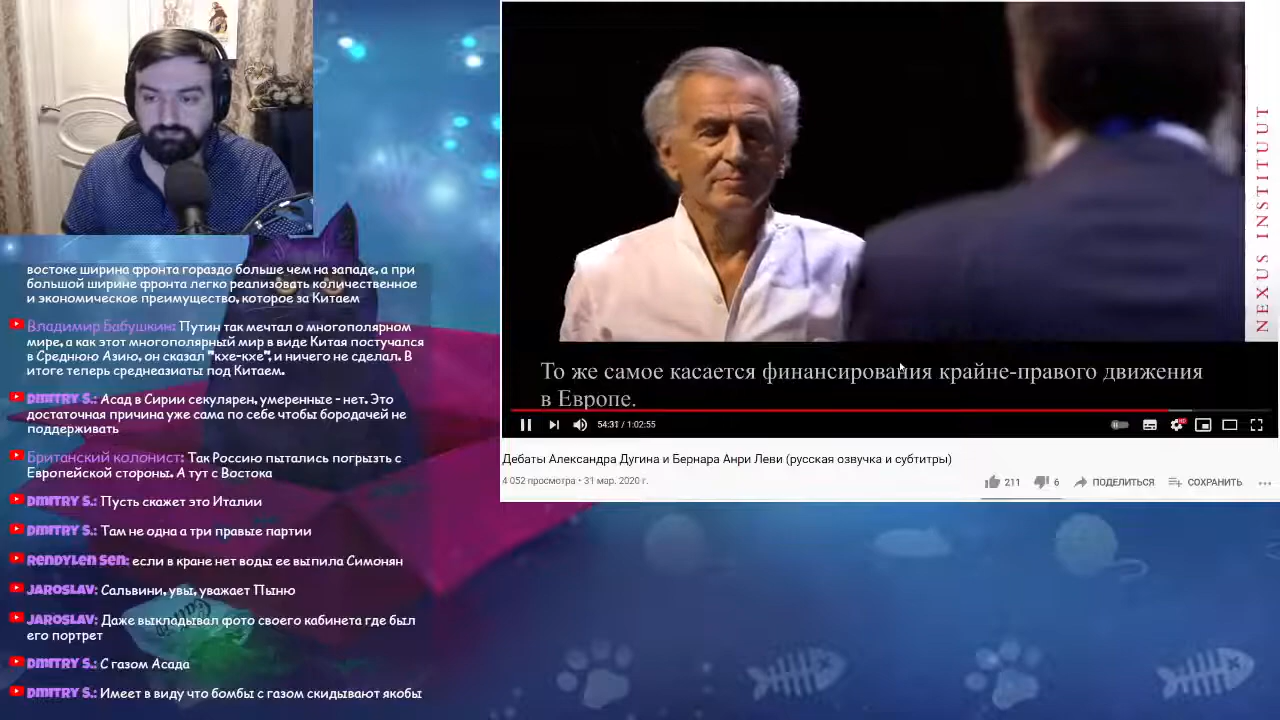 востоке ширина фронта гораздо больше чем на западе, а при
большой ширине фронта легко реализовать количественное
и экономическое преимущество, которое за Китаем
Владимир Бабушкин: Путин так мечтал о многополярном
мире, а как этот многополярный мир в виде Китая постучался
в Среднюю Азию, он сказал "кхе-кхе", и ничего не сделал. В
итоге теперь среднеазиаты под Китаем.
DMITRY S.: Асад в Сирии секулярен, умеренные - нет. Это
достаточная причина уже сама по себе чтобы бородачей не
поддерживать
Британский колонист: Так Россию пытались погрызть с
Европейской стороны. А тут с Востока
DMITRY S.: Пусть скажет это Италии
DMITRY S.: Там не одна а три правые партии
Rendylen Sen: если в кране нет воды ее выпила Симонян
JAROSLAV: Сальвини, увы, уважает Пыню
JAROSLAV: Даже выкладывал фото своего кабинета где был
его портрет
DMITRY S.: С газом Асада
DMITRY S.: Имеет в виду что бомбы с газом скидывают якобы
NEXUS INSTITUUT
То же самое касается финансирования крайне-правого движения
в Европе.
54:31 / 1:02:55
HD
Дебаты Александра Дугина и Бернара Анри Леви (русская озвучка и субтитры)
4 052 просмотра • 31 мар. 2020 г.
211
6
ПОДЕЛИТЬСЯ
СОХРАНИТЬ